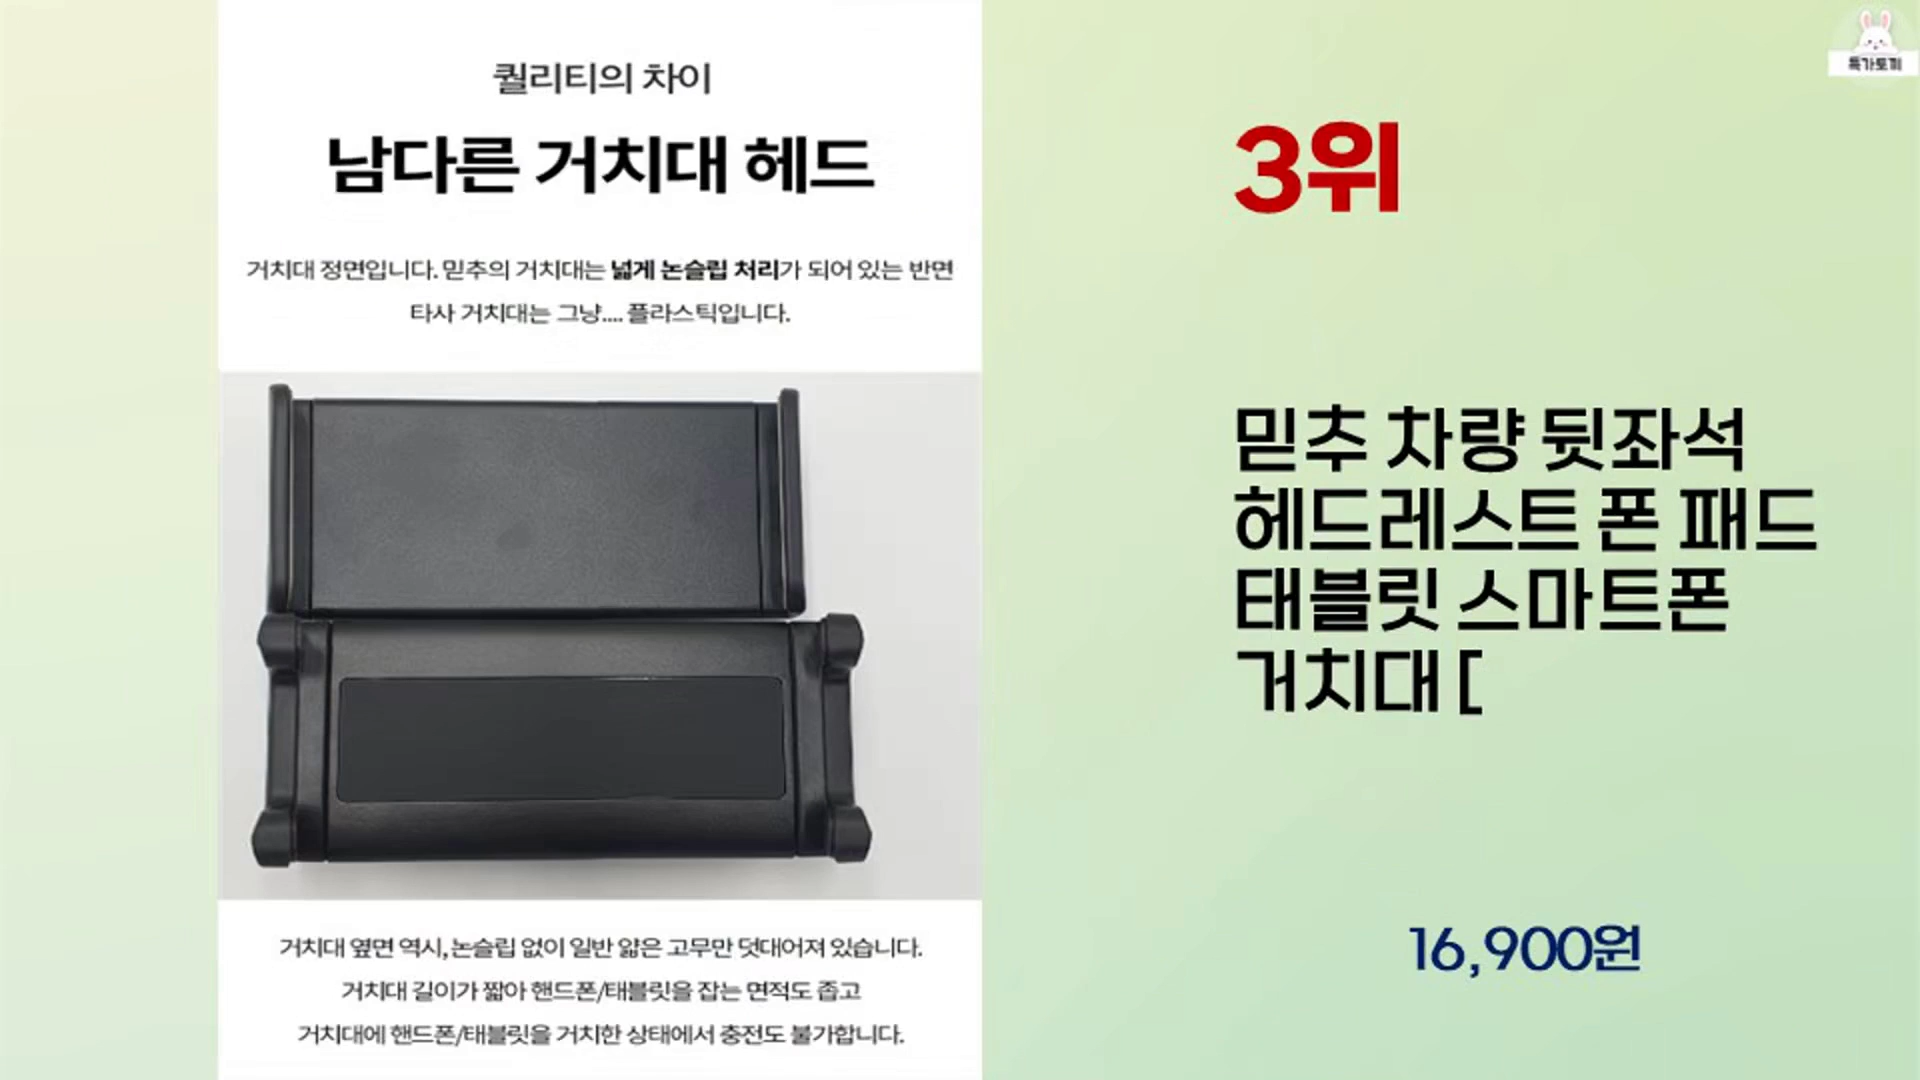 퀄리티의 차이
남다른 거치대 헤드
거치대 정면입니다. 믿추의 거치대는 넓게 논슬립 처리가 되어 있는 반면
타사 거치대는 그냥.... 플라스틱입니다.
거치대 옆면 역시, 논슬립 없이 일반 얇은 고무만 덧대어져 있습니다.
거치대 길이가 짧아 핸드폰/태블릿을 잡는 면적도 좁고
거치대에 핸드폰/태블릿을 거치한 상태에서 충전도 불가합니다.
특가토끼
3위
믿추 차량 뒷좌석
헤드레스트 폰 패드
태블릿 스마트폰
거치대 [
16,900원